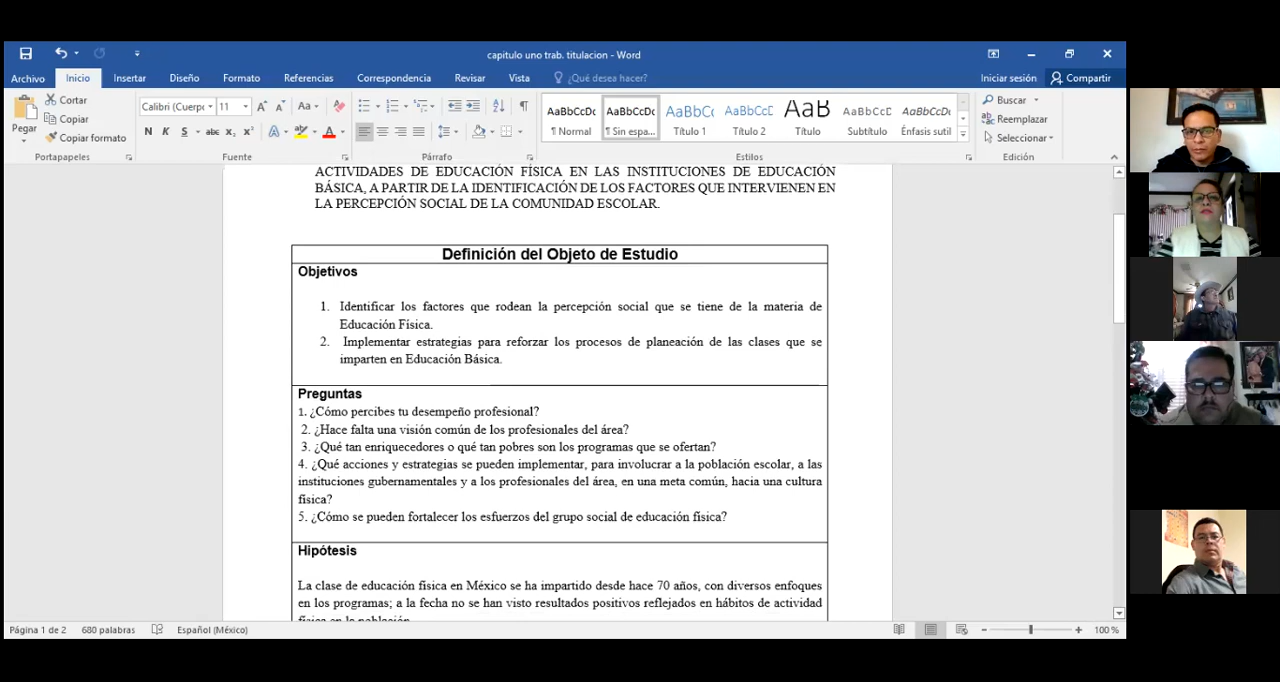 capitulo uno trab. titulacion - Word
Archivo Inicio Insertar Diseño Formato Referencias Correspondencia Revisar Vista ¿Qué desea hacer? Iniciar sesión Compartir
Pegar
Cortar
Copiar
Copiar formato
Portapapeles
Calibri (Cuerpo 11
Fuente
Párrafo
AaBbCcDc AaBbCcDc AaBbCc AaBbCcD AaB AaBbCcD AaBbCcDc
¶ Normal ¶ Sin espa... Título 1 Título 2 Título Subtítulo Énfasis sutil
Estilos
Buscar
Reemplazar
Seleccionar
Edición
ACTIVIDADES DE EDUCACIÓN FÍSICA EN LAS INSTITUCIONES DE EDUCACIÓN
BÁSICA, A PARTIR DE LA IDENTIFICACIÓN DE LOS FACTORES QUE INTERVIENEN EN
LA PERCEPCIÓN SOCIAL DE LA COMUNIDAD ESCOLAR.
Definición del Objeto de Estudio
Objetivos
1. Identificar los factores que rodean la percepción social que se tiene de la materia de
Educación Física.
2. Implementar estrategias para reforzar los procesos de planeación de las clases que se
imparten en Educación Básica.
Preguntas
1. ¿Cómo percibes tu desempeño profesional?
2. ¿Hace falta una visión común de los profesionales del área?
3. ¿Qué tan enriquecedores o qué tan pobres son los programas que se ofertan?
4. ¿Qué acciones y estrategias se pueden implementar, para involucrar a la población escolar, a las
instituciones gubernamentales y a los profesionales del área, en una meta común, hacia una cultura
física?
5. ¿Cómo se pueden fortalecer los esfuerzos del grupo social de educación física?
Hipótesis
La clase de educación física en México se ha impartido desde hace 70 años, con diversos enfoques
en los programas; a la fecha no se han visto resultados positivos reflejados en hábitos de actividad
física en la población
Página 1 de 2 680 palabras Español (México) 100 %